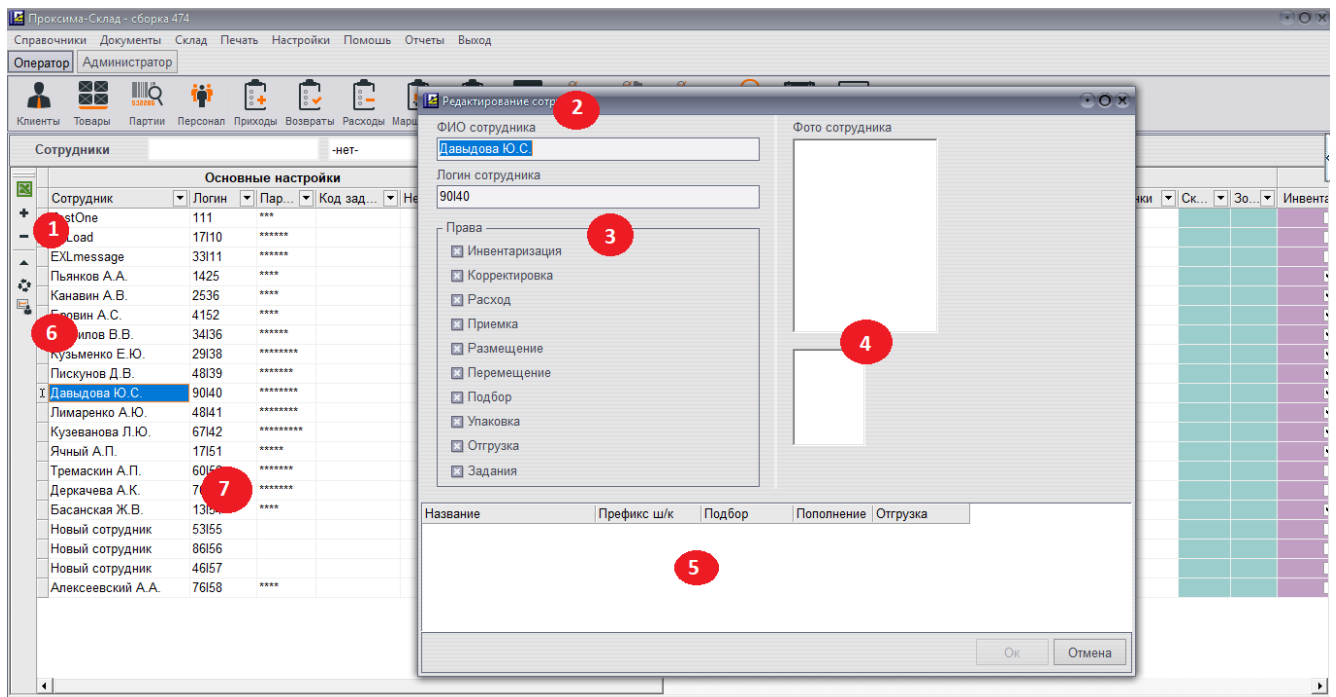 Проксима-Склад - сборка 474
Справочники Документы Склад Печать Настройки Помошь Отчеты Выход
Оператор Администратор
Клиенты Товары Партии Персонал Приходы Возвраты Расходы
Сотрудники -нет-
Основные настройки
Сотрудник Логин Пар... Код зад... Ск... Зо...
111 ***
1
17I10 ******
EXLmessage 33I11 ******
Пьянков А.А. 1425 ****
Канавин А.В. 2536 ****
4152 ****
6 34I36 ******
Кузьменко Е.Ю. 29I38 ********
Пискунов Д.В. 48I39 *******
Давыдова Ю.С. 90I40 ********
Лимаренко А.Ю. 48I41 ********
Кузеванова Л.Ю. 67I42 *********
Ячный А.П. 17I51 *****
Тремаскин А.П. *******
Деркачева А.К. 7 *******
Басанская Ж.В. ****
Новый сотрудник 53I55
Новый сотрудник 86I56
Новый сотрудник 46I57
Алексеевский А.А. 76I58 ****
Редактирование
2
ФИО сотрудника
Давыдова Ю.С.
Логин сотрудника
90I40
Права
3
Инвентаризация
Корректировка
Расход
Приемка
Размещение
Перемещение
Подбор
Упаковка
Отгрузка
Задания
Фото сотрудника
4
Название Префикс ш/к Подбор Пополнение Отгрузка
5
Ок Отмена